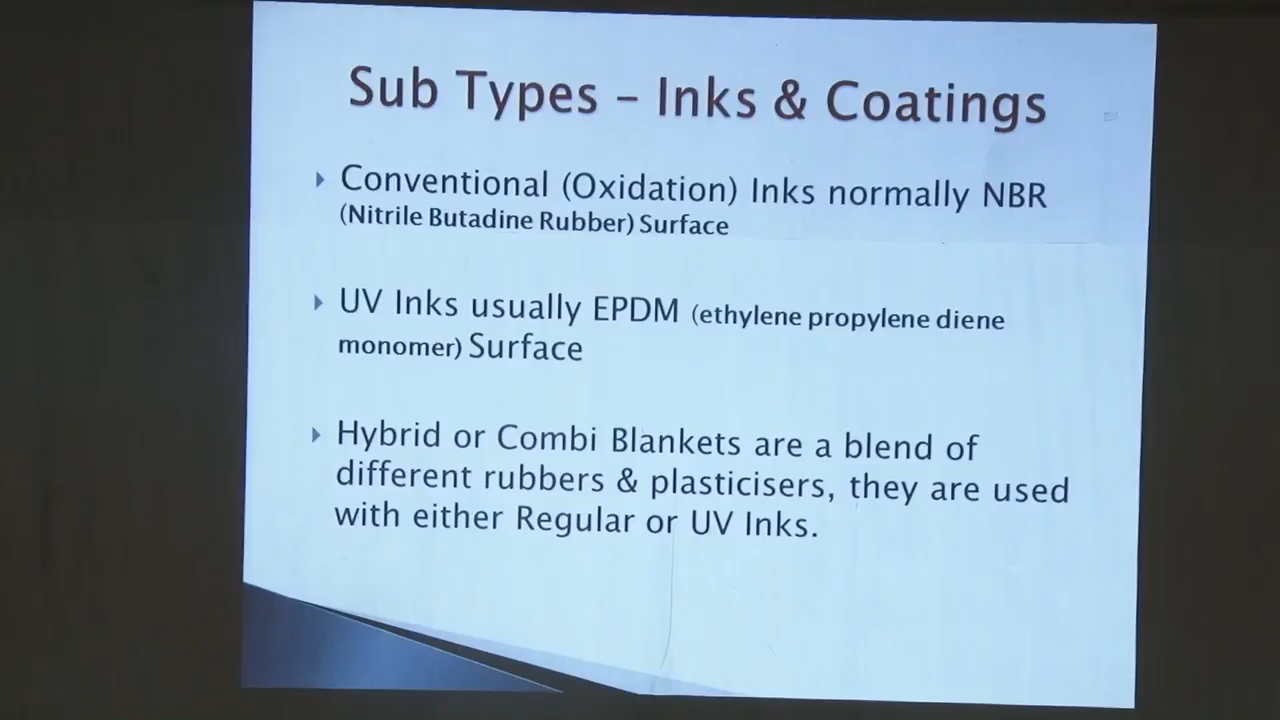 Sub Types – Inks & Coatings
Conventional (Oxidation) Inks normally NBR
(Nitrile Butadine Rubber) Surface
UV Inks usually EPDM (ethylene propylene diene
monomer) Surface
Hybrid or Combi Blankets are a blend of
different rubbers & plasticisers, they are used
with either Regular or UV Inks.